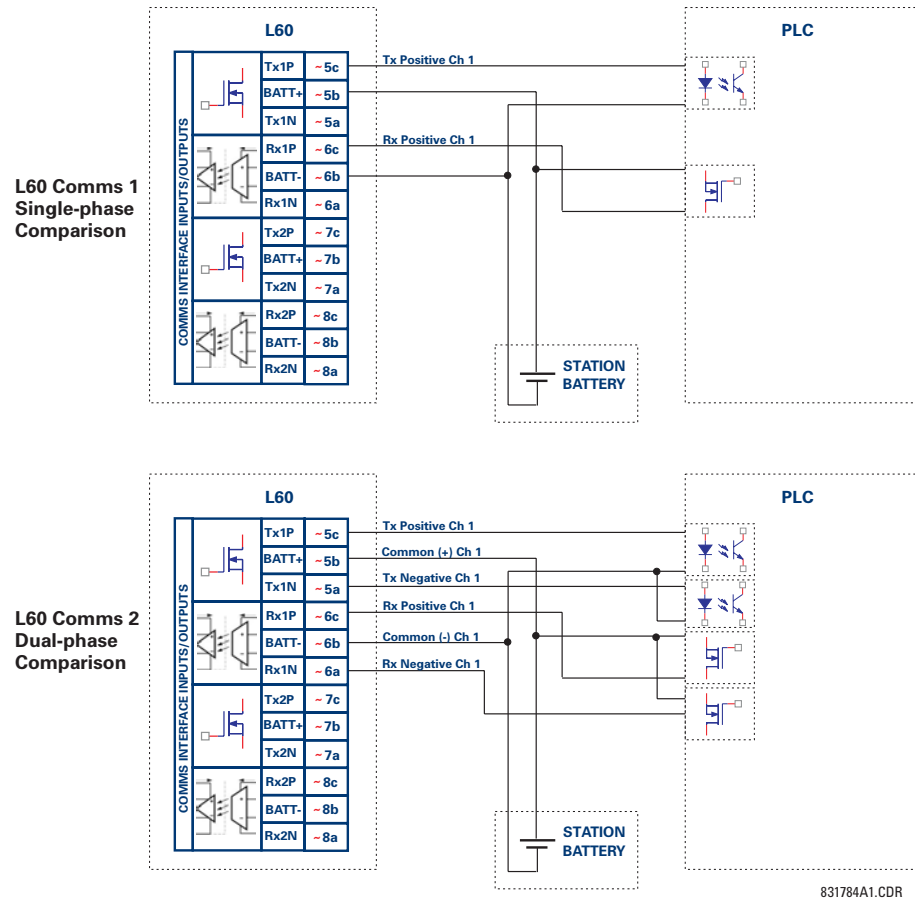 L60
PLC
L60 Comms 1
Single-phase
Comparison
COMMS INTERFACE INPUTS/OUTPUTS
Tx1P ~5c Tx Positive Ch 1
BATT+ ~5b
Tx1N ~5a
Rx1P ~6c Rx Positive Ch 1
BATT- ~6b
Rx1N ~6a
Tx2P ~7c
BATT+ ~7b
Tx2N ~7a
Rx2P ~8c
BATT- ~8b
Rx2N ~8a
STATION
BATTERY
L60
PLC
L60 Comms 2
Dual-phase
Comparison
COMMS INTERFACE INPUTS/OUTPUTS
Tx1P ~5c Tx Positive Ch 1
BATT+ ~5b Common (+) Ch 1
Tx1N ~5a Tx Negative Ch 1
Rx1P ~6c Rx Positive Ch 1
BATT- ~6b Common (-) Ch 1
Rx1N ~6a Rx Negative Ch 1
Tx2P ~7c
BATT+ ~7b
Tx2N ~7a
Rx2P ~8c
BATT- ~8b
Rx2N ~8a
STATION
BATTERY
831784A1.CDR